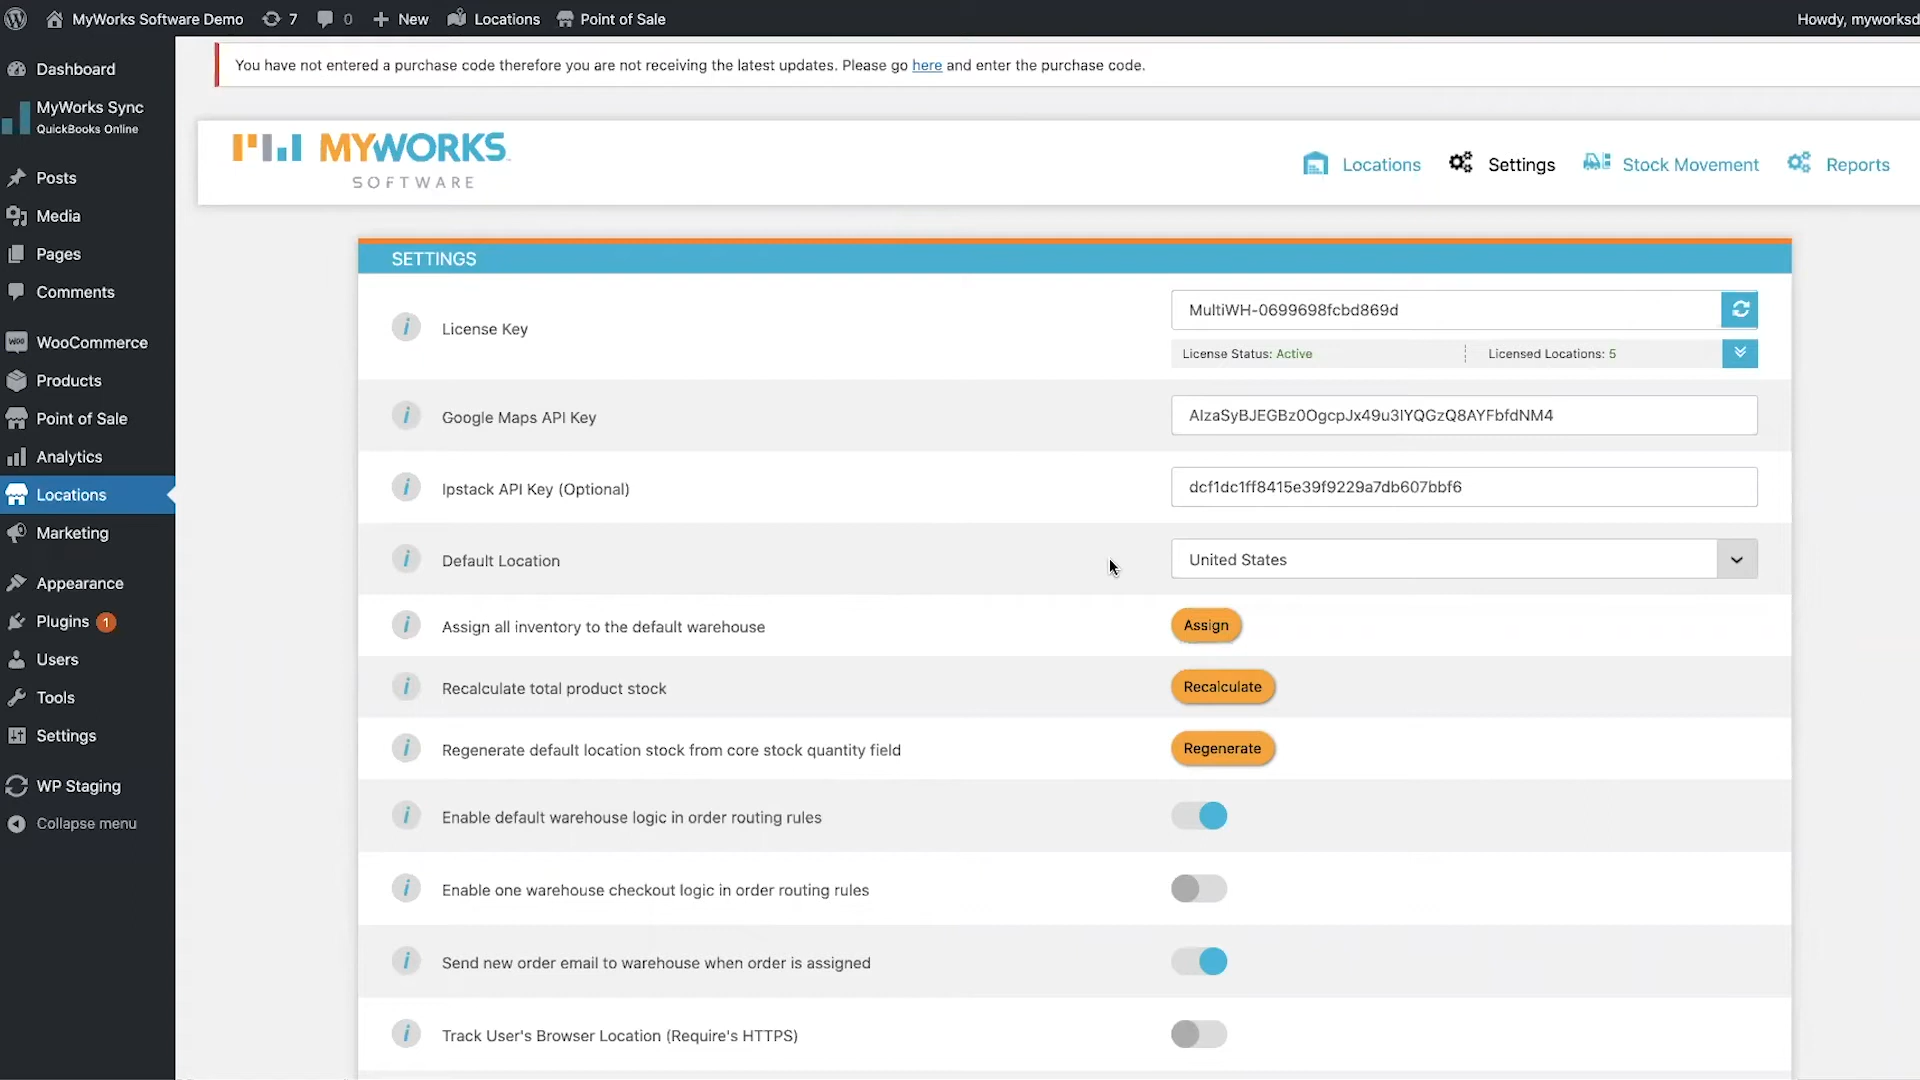 MyWorks Software Demo 7 0 New Locations Point of Sale Howdy, myworksd
You have not entered a purchase code therefore you are not receiving the latest updates. Please go here and enter the purchase code.
Dashboard
MyWorks Sync
QuickBooks Online
Posts
Media
Pages
Comments
WOO WooCommerce
Products
Point of Sale
Analytics
Locations
Marketing
Appearance
Plugins 1
Users
Tools
Settings
WP Staging
Collapse menu
MYWORKS
SOFTWARE
Locations Settings Stock Movement Reports
SETTINGS
License Key
MultiWH-0699698fcbd869d
License Status: Active Licensed Locations: 5
Google Maps API Key
AIzaSyBJEGBz0OgcpJx49u3IYQGzQ8AYFbfdNM4
Ipstack API Key (Optional)
dcf1dc1ff8415e39f9229a7db607bbf6
Default Location
United States
Assign all inventory to the default warehouse
Assign
Recalculate total product stock
Recalculate
Regenerate default location stock from core stock quantity field
Regenerate
Enable default warehouse logic in order routing rules
Enable one warehouse checkout logic in order routing rules
Send new order email to warehouse when order is assigned
Track User's Browser Location (Require's HTTPS)